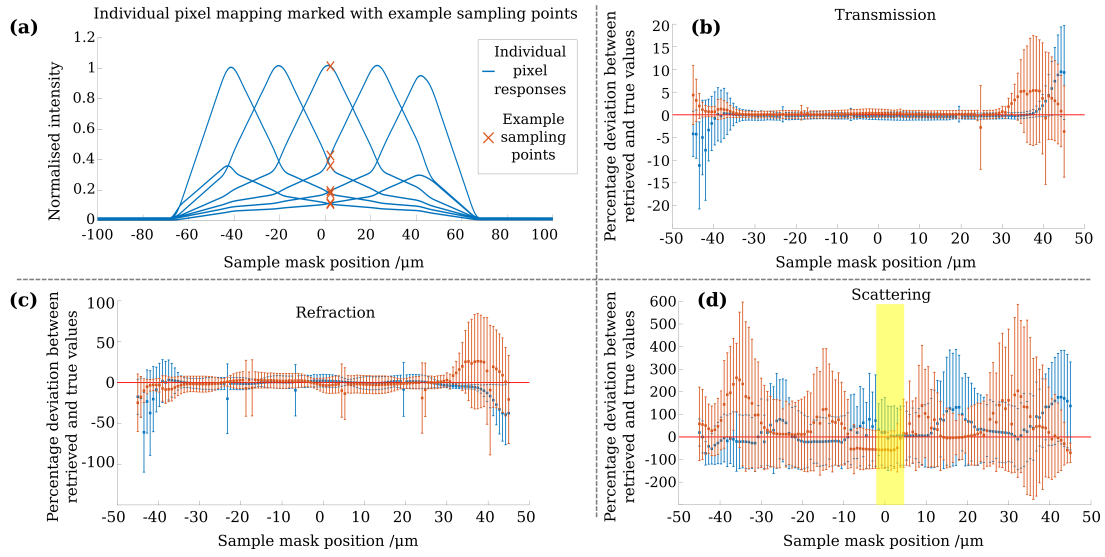 (a)
Individual pixel mapping marked with example sampling points
Normalised intensity
1.2
1
0.8
0.6
0.4
0.2
0
-100
-80
-60
-40
-20
0
20
40
60
80
100
Sample mask position /µm
Individual
pixel
responses
Example
sampling
points
(b)
Transmission
Percentage deviation between
retrieved and true values
20
15
10
5
0
-5
-10
-15
-20
-50
-40
-30
-20
-10
0
10
20
30
40
50
Sample mask position /µm
(c)
Refraction
Percentage deviation between
retrieved and true values
100
50
0
-50
-100
-50
-40
-30
-20
-10
0
10
20
30
40
50
Sample mask position /µm
(d)
Scattering
Percentage deviation between
retrieved and true values
600
500
400
300
200
100
0
-100
-200
-50
-40
-30
-20
-10
0
10
20
30
40
50
Sample mask position /µm